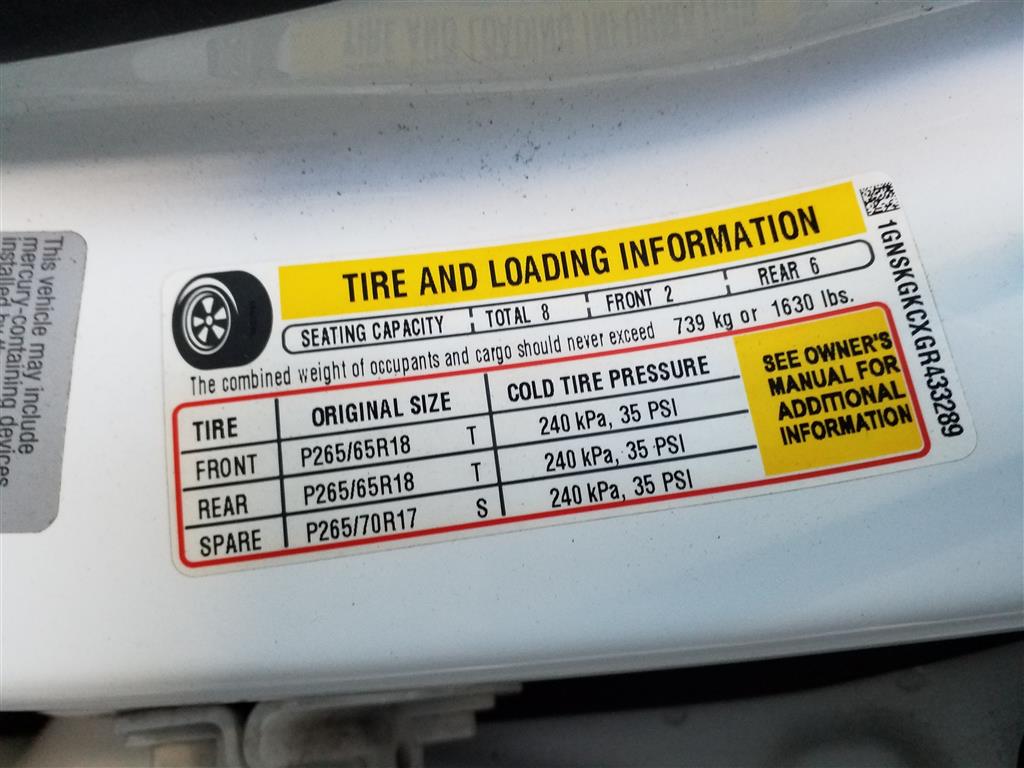 TIRE AND LOADING INFORMATION
SEATING CAPACITY TOTAL 8 FRONT 2 REAR 6
The combined weight of occupants and cargo should never exceed 739 kg or 1630 lbs.
TIRE ORIGINAL SIZE COLD TIRE PRESSURE
FRONT P265/65R18 T 240 kPa, 35 PSI
REAR P265/65R18 T 240 kPa, 35 PSI
SPARE P265/70R17 S 240 kPa, 35 PSI
SEE OWNER'S
MANUAL FOR
ADDITIONAL
INFORMATION
1GNSKGKCXGR433289
This vehicle may include
mercury-containing devices
installed by